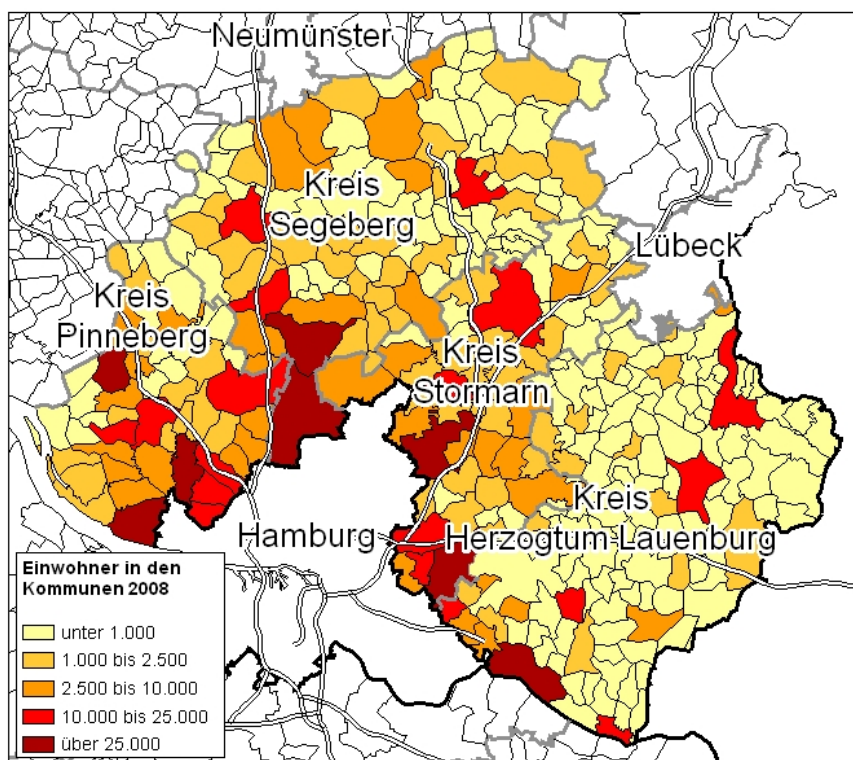 Neumünster
Kreis
Segeberg
Lübeck
Kreis
Pinneberg
Kreis
Stormarn
Kreis
Herzogtum Lauenburg
Hamburg
Einwohner in den
Kommunen 2008
unter 1.000
1.000 bis 2.500
2.500 bis 10.000
10.000 bis 25.000
über 25.000